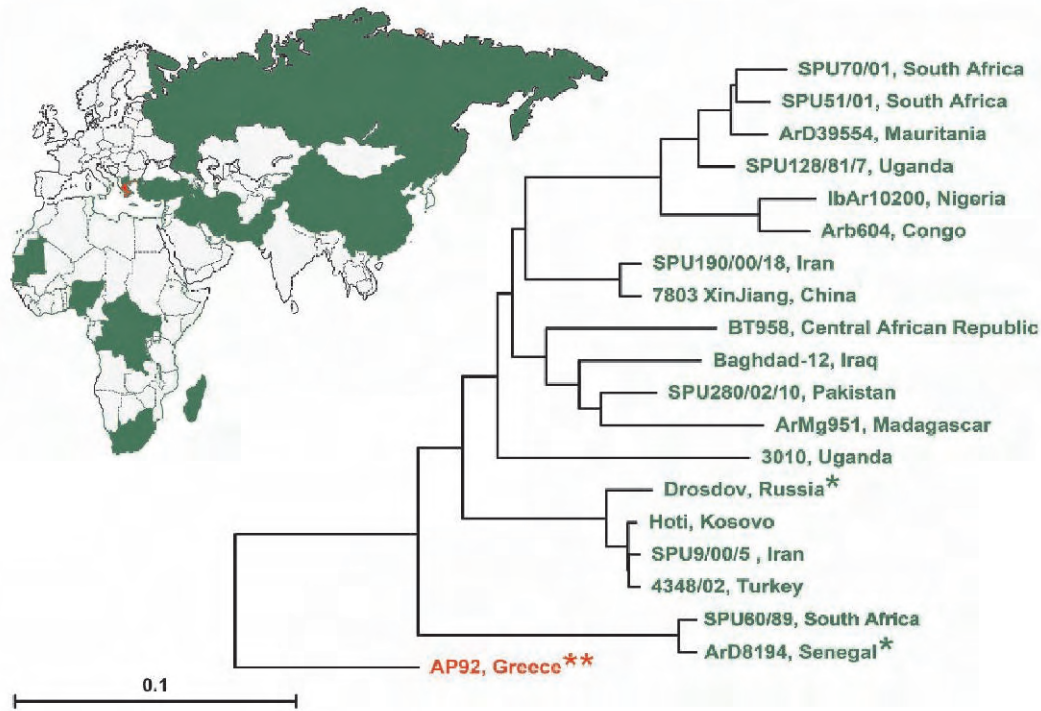 SPU70/01, South Africa
SPU51/01, South Africa
ArD39554, Mauritania
SPU128/81/7, Uganda
IbAr10200, Nigeria
Arb604, Congo
SPU190/00/18, Iran
7803 XinJiang, China
BT958, Central African Republic
Baghdad-12, Iraq
SPU280/02/10, Pakistan
ArMg951, Madagascar
3010, Uganda
Drosdov, Russia*
Hoti, Kosovo
SPU9/00/5 , Iran
4348/02, Turkey
SPU60/89, South Africa
ArD8194, Senegal*
AP92, Greece**
0.1